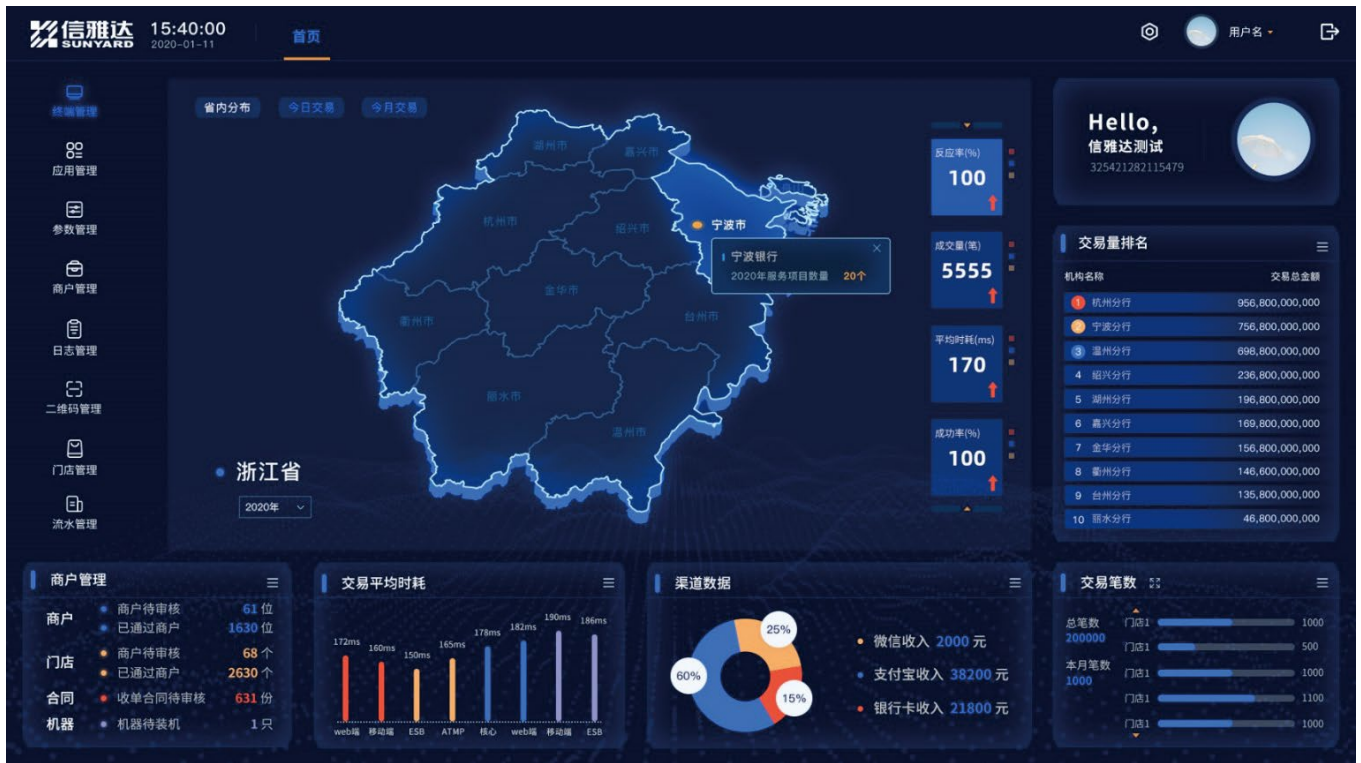 信雅达
SUNYARD
15:40:00
2020-01-11
首页
用户名
终端管理
应用管理
参数管理
商户管理
日志管理
二维码管理
门店管理
流水管理
省内分布 今日交易 今月交易
湖州市
嘉兴市
杭州市
绍兴市
宁波市
宁波银行
2020年服务项目数量 20个
金华市
衢州市
台州市
丽水市
温州市
浙江省
2020年
反应率(%)
100
成交量(笔)
5555
平均时耗(ms)
170
成功率(%)
100
Hello,
信雅达测试
325421282115479
交易量排名
机构名称 交易总金额
1 杭州分行 956,800,000,000
2 宁波分行 756,800,000,000
3 温州分行 698,800,000,000
4 绍兴分行 236,800,000,000
5 湖州分行 196,800,000,000
6 嘉兴分行 169,800,000,000
7 金华分行 156,800,000,000
8 衢州分行 146,600,000,000
9 台州分行 135,800,000,000
10 丽水分行 46,800,000,000
商户管理
商户 商户待审核 61 位
已通过商户 1630 位
门店 商户待审核 68 个
已通过商户 2630 个
合同 收单合同待审核 631 份
机器 机器待装机 1 只
交易平均时耗
172ms 160ms 150ms 165ms 178ms 182ms 190ms 186ms
web端 移动端 ESB ATMP 核心 web端 移动端 ESB
渠道数据
25%
60%
15%
微信收入 2000 元
支付宝收入 38200 元
银行卡收入 21800 元
交易笔数
总笔数
200000
本月笔数
1000
门店1 1000
门店1 500
门店1 1000
门店1 1100
门店1 1000